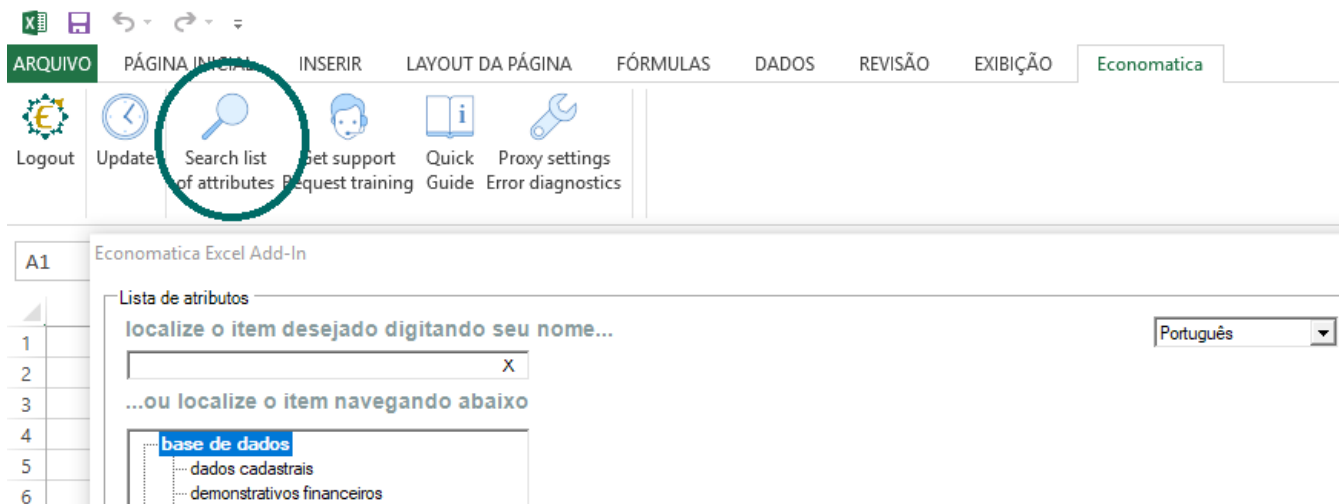 ARQUIVO PÁGINA INICIAL INSERIR LAYOUT DA PÁGINA FÓRMULAS DADOS REVISÃO EXIBIÇÃO Economatica
Logout Update Search list Get support Quick Proxy settings
of attributes Request training Guide Error diagnostics
A1
Economatica Excel Add-In
Lista de atributos
localize o item desejado digitando seu nome...
Português
1
X
2
...ou localize o item navegando abaixo
3
4
base de dados
5
dados cadastrais
6
demonstrativos financeiros